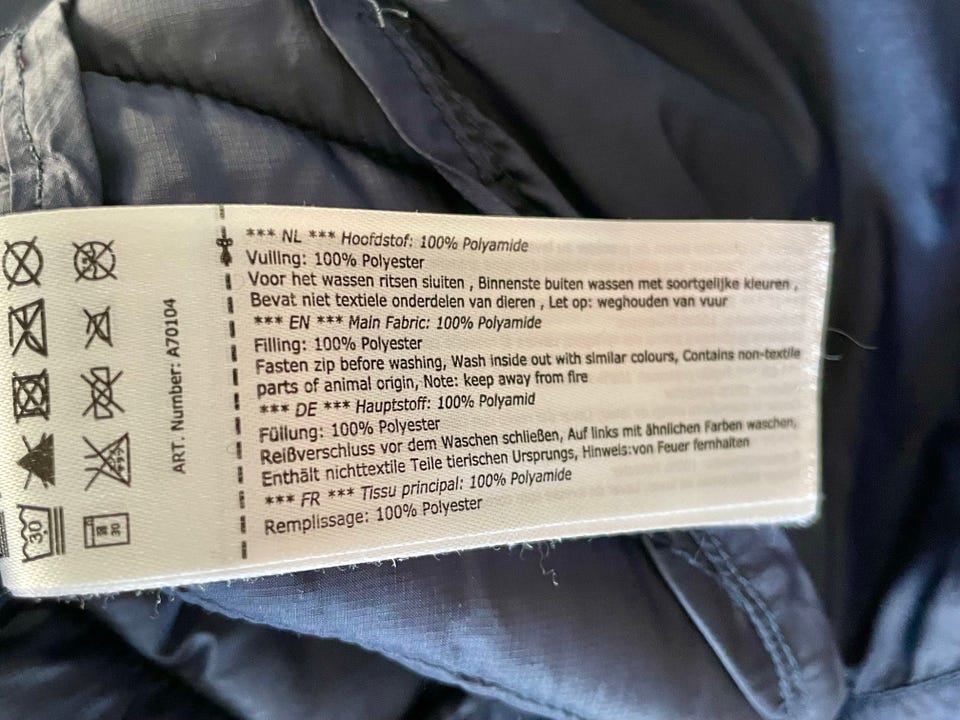 *** NL *** Hoofdstof: 100% Polyamide
Vulling: 100% Polyester
Voor het wassen ritsen sluiten , Binnenste buiten wassen met soortgelijke kleuren ,
Bevat niet textiele onderdelen van dieren , Let op: weghouden van vuur
*** EN *** Main Fabric: 100% Polyamide
Filling: 100% Polyester
Fasten zip before washing, Wash inside out with similar colours, Contains non-textile
parts of animal origin, Note: keep away from fire
*** DE *** Hauptstoff: 100% Polyamid
Füllung: 100% Polyester
Reißverschluss vor dem Waschen schließen, Auf links mit ähnlichen Farben waschen,
Enthält nichttextile Teile tierischen Ursprungs, Hinweis:von Feuer fernhalten
*** FR *** Tissu principal: 100% Polyamide
Remplissage: 100% Polyester
ART. Number: A70104
30
30